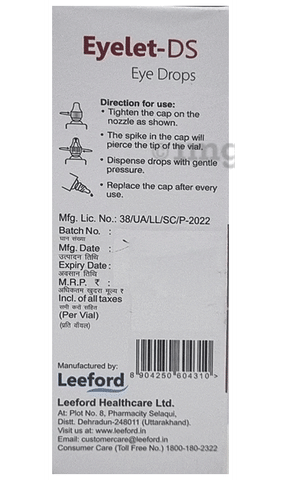 Eyelet-DS
Eye Drops
Direction for use:
• Tighten the cap on the
nozzle as shown.
• The spike in the cap will
pierce the tip of the vial.
• Dispense drops with gentle
pressure.
• Replace the cap after every
use.
Mfg. Lic. No.: 38/UA/LL/SC/P-2022
Batch No. :
घान संख्या
Mfg. Date :
उत्पादन तिथि
Expiry Date :
अवसान तिथि
M.R.P. ₹ :
अधिकतम खुदरा मूल्य ₹
Incl. of all taxes
सभी करों सहित
(Per Vial)
(प्रति वॉयल)
8 904250 604310 >
Manufactured by:
Leeford
Leeford Healthcare Ltd.
At: Plot No. 8, Pharmacity Selaqui,
Distt. Dehradun-248011 (Uttarakhand).
Visit us at: www.leeford.in
Email: customercare@leeford.in
Consumer Care (Toll Free No.) 1800-180-2322